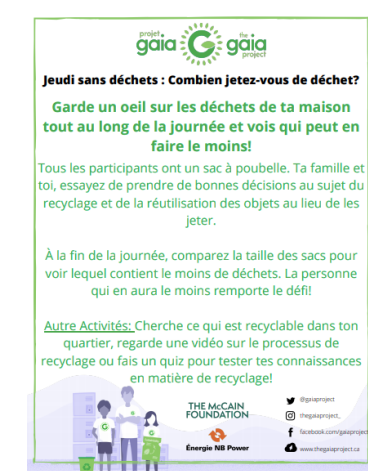 projet gaia G the gaia project
Jeudi sans déchets : Combien jetez-vous de déchet?
Garde un oeil sur les déchets de ta maison
tout au long de la journée et vois qui peut en
faire le moins!
Tous les participants ont un sac à poubelle. Ta famille et
toi, essayez de prendre de bonnes décisions au sujet du
recyclage et de la réutilisation des objets au lieu de les
jeter.
À la fin de la journée, comparez la taille des sacs pour
voir lequel contient le moins de déchets. La personne
qui en aura le moins remporte le défi!
Autre Activités: Cherche ce qui est recyclable dans ton
quartier, regarde une vidéo sur le processus de
recyclage ou fais un quiz pour tester tes connaissances
en matière de recyclage!
THE McCAIN
FOUNDATION
Énergie NB Power
@gaiaproject
thegaiaproject_
facebook.com/gaiaproject
www.thegaiaproject.ca